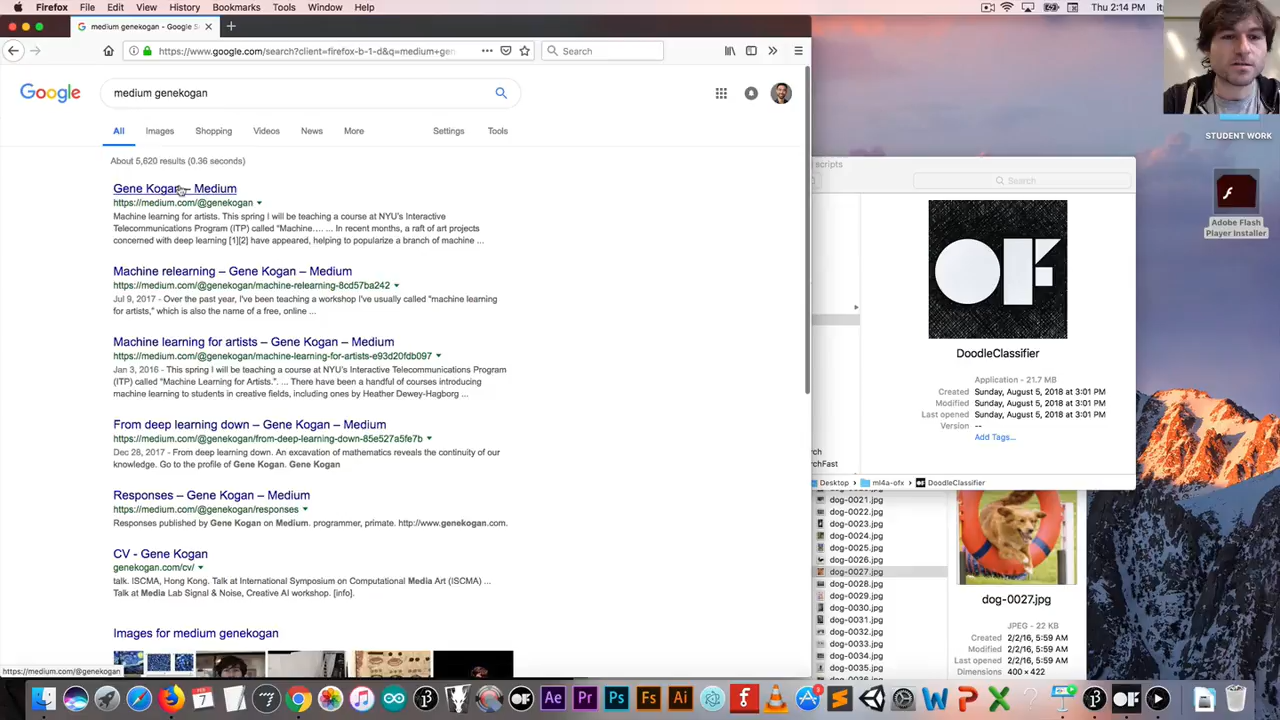 Firefox File Edit View History Bookmarks Tools Window Help
Thu 2:14 PM
medium genekogan - Google S
https://www.google.com/search?client=firefox-b-1-d&q=medium+gen
Search
Google
medium genekogan
All Images Shopping Videos News More Settings Tools
About 5,620 results (0.36 seconds)
Gene Kogan – Medium
https://medium.com/@genekogan
Machine learning for artists. This spring I will be teaching a course at NYU's Interactive
Telecommunications Program (ITP) called "Machine.... ... In recent months, a raft of art projects
concerned with deep learning [1][2] have appeared, helping to popularize a branch of machine ...
Machine relearning – Gene Kogan – Medium
https://medium.com/@genekogan/machine-relearning-8cd57ba242
Jul 9, 2017 - Over the past year, I've been teaching a workshop I've usually called "machine learning
for artists," which is also the name of a free, online ...
Machine learning for artists – Gene Kogan – Medium
https://medium.com/@genekogan/machine-learning-for-artists-e93d20fdb097
Jan 3, 2016 - This spring I will be teaching a course at NYU's Interactive Telecommunications Program
(ITP) called "Machine Learning for Artists.". ... There have been a handful of courses introducing
machine learning to students in creative fields, including ones by Heather Dewey-Hagborg ...
From deep learning down – Gene Kogan – Medium
https://medium.com/@genekogan/from-deep-learning-down-85e527a5fe7b
Dec 28, 2017 - From deep learning down. An excavation of mathematics reveals the continuity of our
knowledge. Go to the profile of Gene Kogan. Gene Kogan
Responses – Gene Kogan – Medium
https://medium.com/@genekogan/responses
Responses published by Gene Kogan on Medium. programmer, primate. http://www.genekogan.com.
CV - Gene Kogan
genekogan.com/cv/
talk. ISCMA, Hong Kong. Talk at International Symposium on Computational Media Art (ISCMA) ...
Talk at Media Lab Signal & Noise, Creative AI workshop. [info].
Images for medium genekogan
https://medium.com/@genekogan
STUDENT WORK
Adobe Flash
Player Installer
scripts
Search
DoodleClassifier
Application - 21.7 MB
Created Sunday, August 5, 2018 at 3:01 PM
Modified Sunday, August 5, 2018 at 3:01 PM
Last opened Sunday, August 5, 2018 at 3:01 PM
Version --
Add Tags...
rch
rchFast
Desktop ml4a-ofx DoodleClassifier
dog-0021.jpg
dog-0022.jpg
dog-0023.jpg
dog-0024.jpg
dog-0025.jpg
dog-0026.jpg
dog-0027.jpg
dog-0028.jpg
dog-0029.jpg
dog-0030.jpg
dog-0031.jpg
dog-0032.jpg
dog-0033.jpg
dog-0034.jpg
dog-0035.jpg
dog-0027.jpg
JPEG - 22 KB
Created 2/2/16, 5:59 AM
Modified 2/2/16, 5:59 AM
Last opened 2/2/16, 5:59 AM
Dimensions 400 × 422
Ae Pr Ps Fs Ai